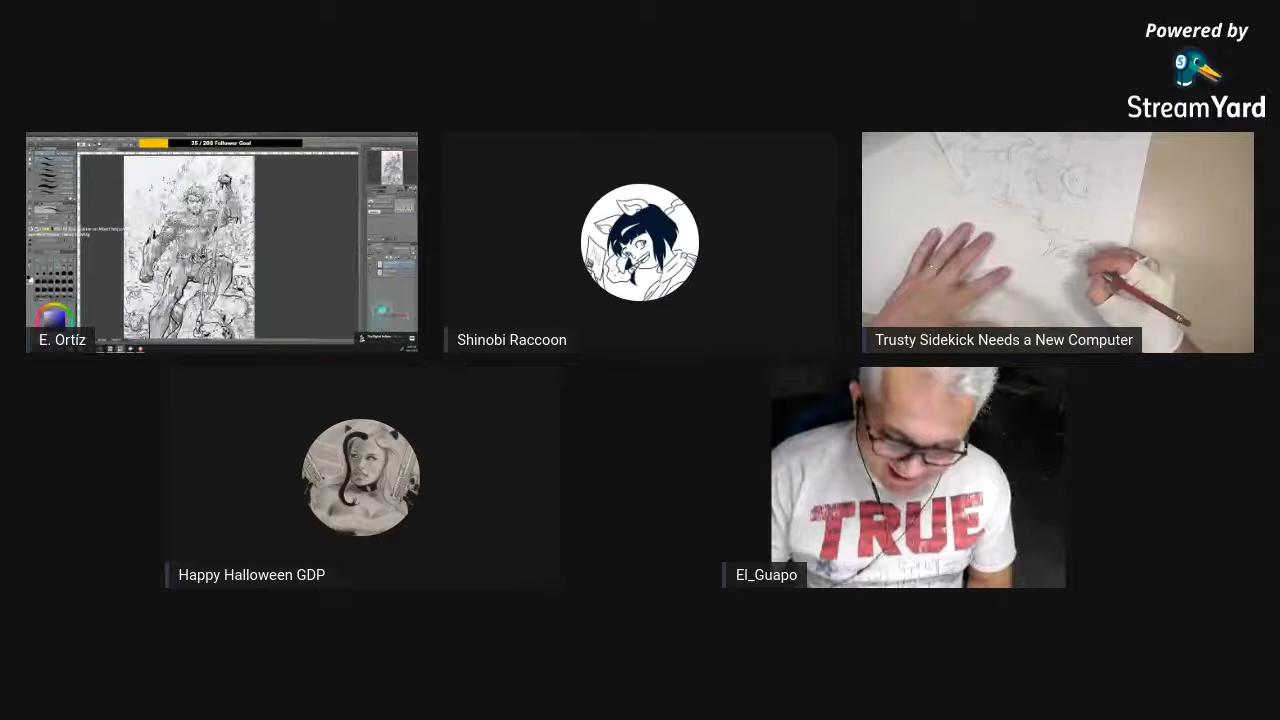 Powered by
StreamYard
35 / 200 Follower Goal
E. Ortíz
Shinobi Raccoon
Trusty Sidekick Needs a New Computer
TRUE
Happy Halloween GDP
El_Guapo